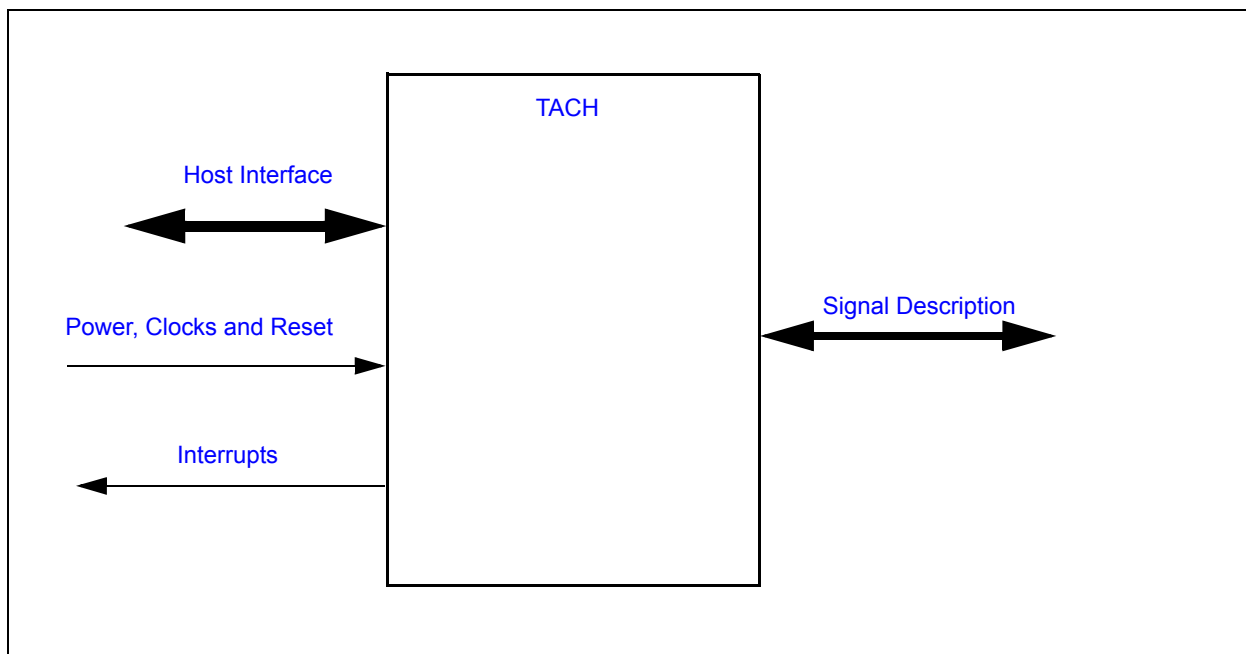 TACH
Host Interface
Signal Description
Power, Clocks and Reset
Interrupts